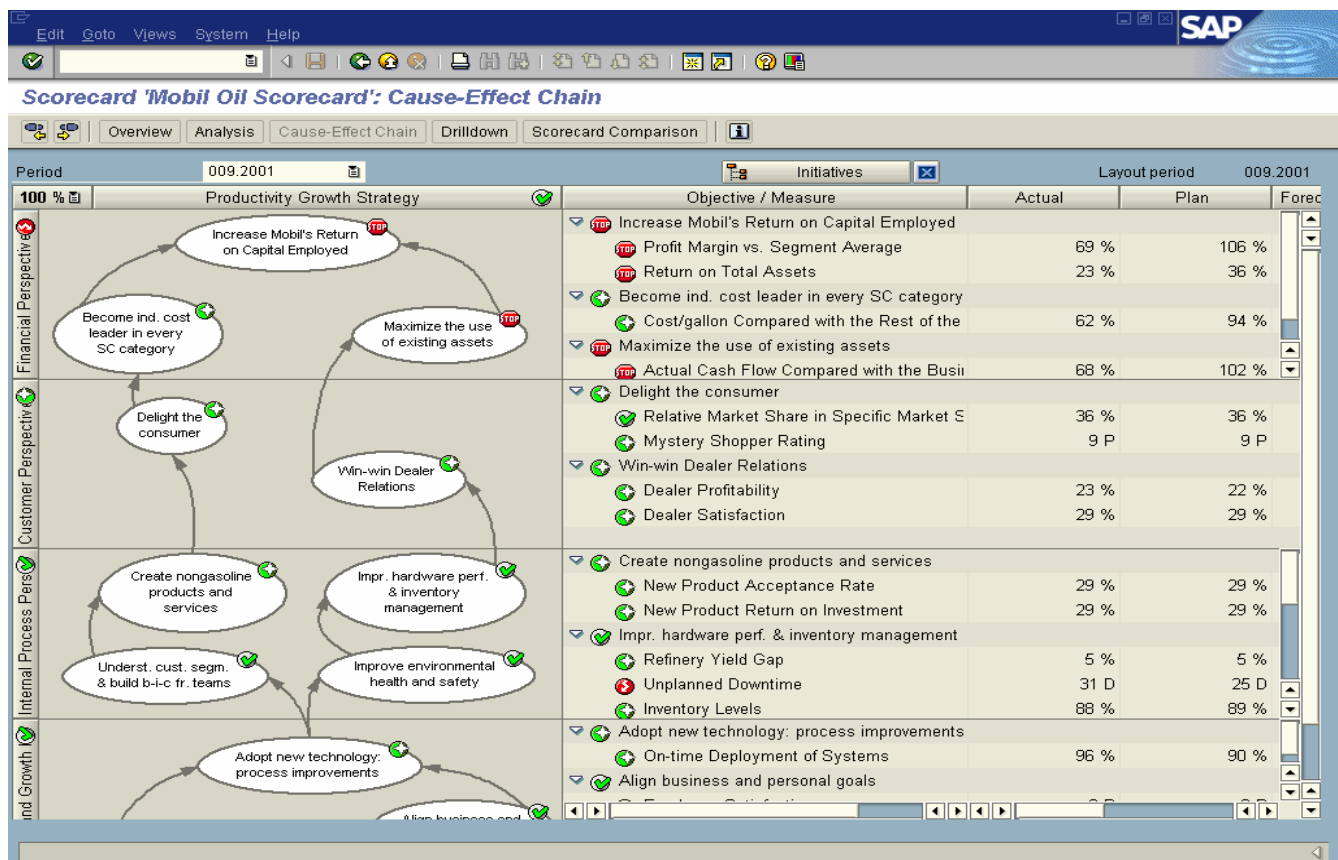 Edit Goto Views System Help
SAP
Scorecard 'Mobil Oil Scorecard': Cause-Effect Chain
Overview Analysis Cause-Effect Chain Drilldown Scorecard Comparison
Period 009.2001 Initiatives Layout period 009.2001
100 % Productivity Growth Strategy Objective / Measure Actual Plan Forec
Financial Perspective
Increase Mobil's Return
on Capital Employed
STOP
Become ind. cost
leader in every
SC category
Maximize the use
of existing assets
STOP
Customer Perspectiv
Delight the
consumer
Win-win Dealer
Relations
Internal Process Pers
Create nongasoline
products and
services
Impr. hardware perf.
& inventory
management
Underst. cust. segm.
& build b-i-c fr. teams
Improve environmental
health and safety
nd Growth
Adopt new technology:
process improvements
Align business and
STOP Increase Mobil's Return on Capital Employed
STOP Profit Margin vs. Segment Average 69 % 106 %
STOP Return on Total Assets 23 % 36 %
Become ind. cost leader in every SC category
Cost/gallon Compared with the Rest of the 62 % 94 %
STOP Maximize the use of existing assets
STOP Actual Cash Flow Compared with the Busin 68 % 102 %
Delight the consumer
Relative Market Share in Specific Market S 36 % 36 %
Mystery Shopper Rating 9 P 9 P
Win-win Dealer Relations
Dealer Profitability 23 % 22 %
Dealer Satisfaction 29 % 29 %
Create nongasoline products and services
New Product Acceptance Rate 29 % 29 %
New Product Return on Investment 29 % 29 %
Impr. hardware perf. & inventory management
Refinery Yield Gap 5 % 5 %
Unplanned Downtime 31 D 25 D
Inventory Levels 88 % 89 %
Adopt new technology: process improvements
On-time Deployment of Systems 96 % 90 %
Align business and personal goals